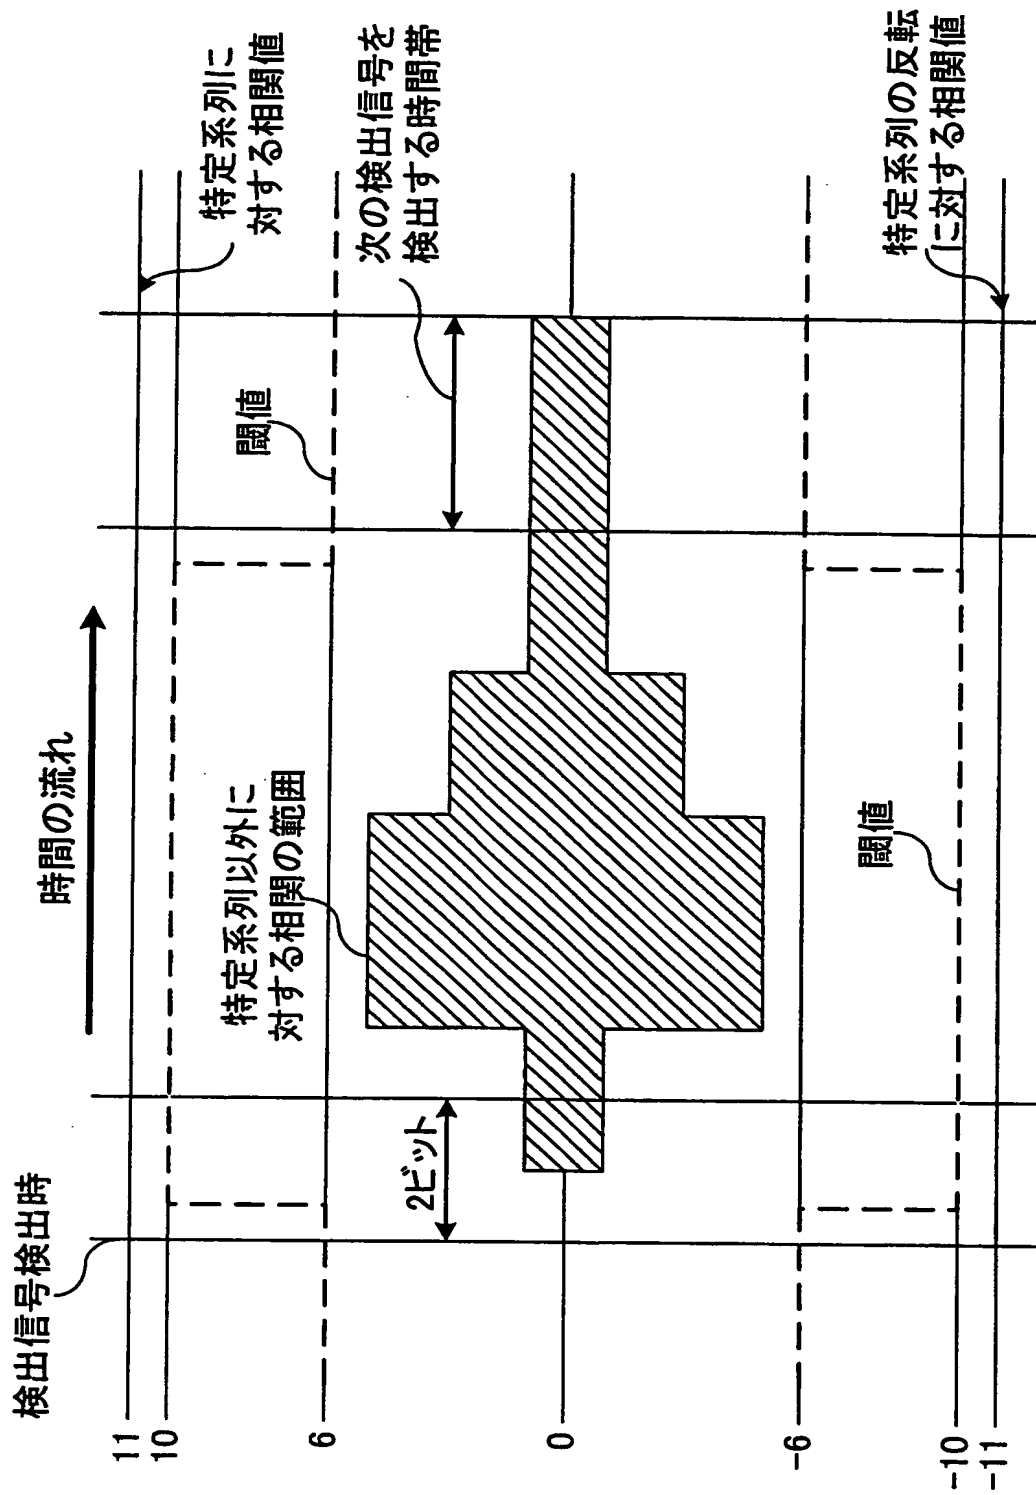 時間の流れ
検出信号検出時
11
10
6
0
-6
-10
-11
2ビット
特定系列以外に
対する相関の範囲
閾値
閾値
次の検出信号を
検出する時間帯
特定系列に
対する相関値
特定系列の反転
に対する相関値